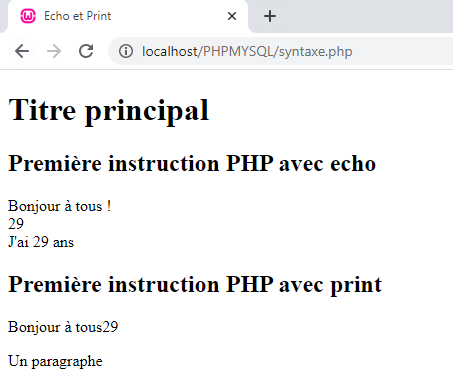 Echo et Print
localhost/PHPMYSQL/syntaxe.php
Titre principal
Première instruction PHP avec echo
Bonjour à tous !
29
J'ai 29 ans
Première instruction PHP avec print
Bonjour à tous29
Un paragraphe